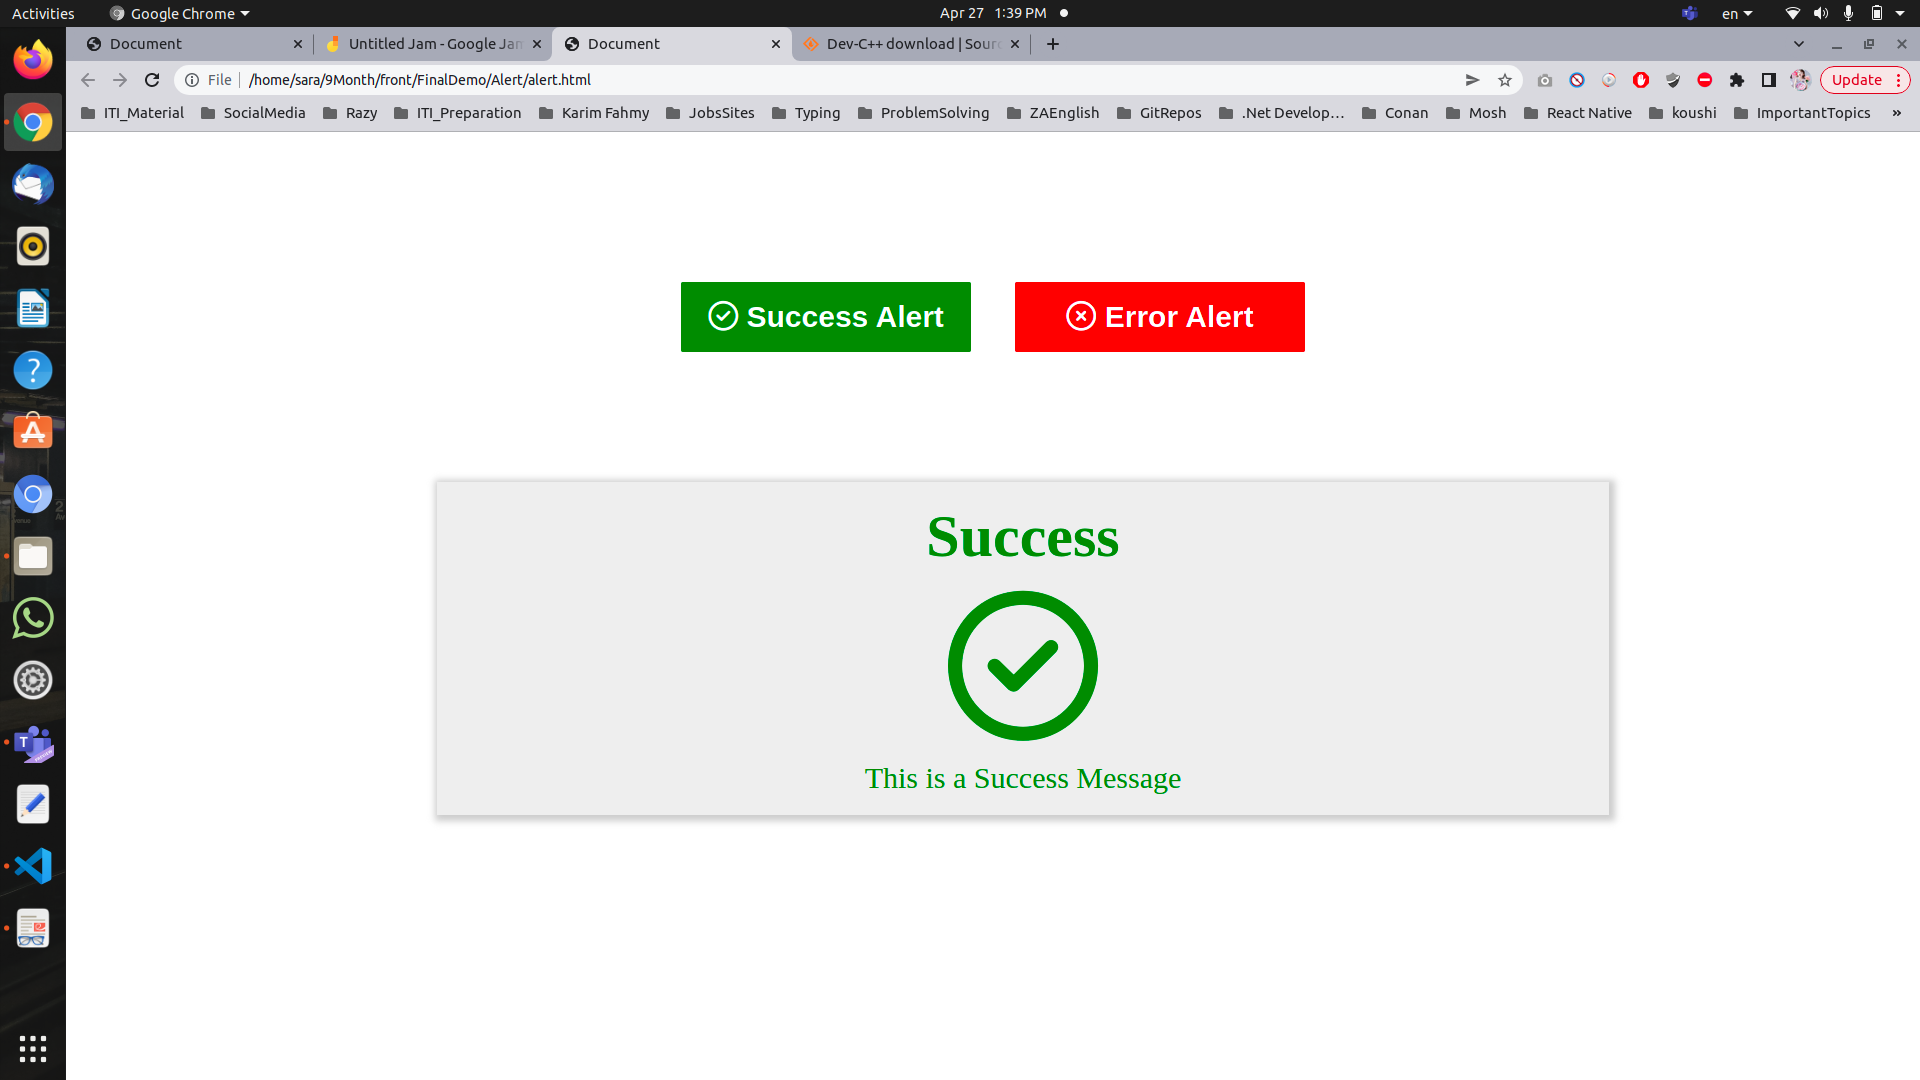 Activities Google Chrome Apr 27 1:39 PM en
Document Untitled Jam - Google Jam Document Dev-C++ download | Sourc
File /home/sara/9Month/front/FinalDemo/Alert/alert.html Update
ITI_Material SocialMedia Razy ITI_Preparation Karim Fahmy JobsSites Typing ProblemSolving ZAEnglish GitRepos .Net Develop… Conan Mosh React Native koushi ImportantTopics »
Success Alert Error Alert
Success
This is a Success Message